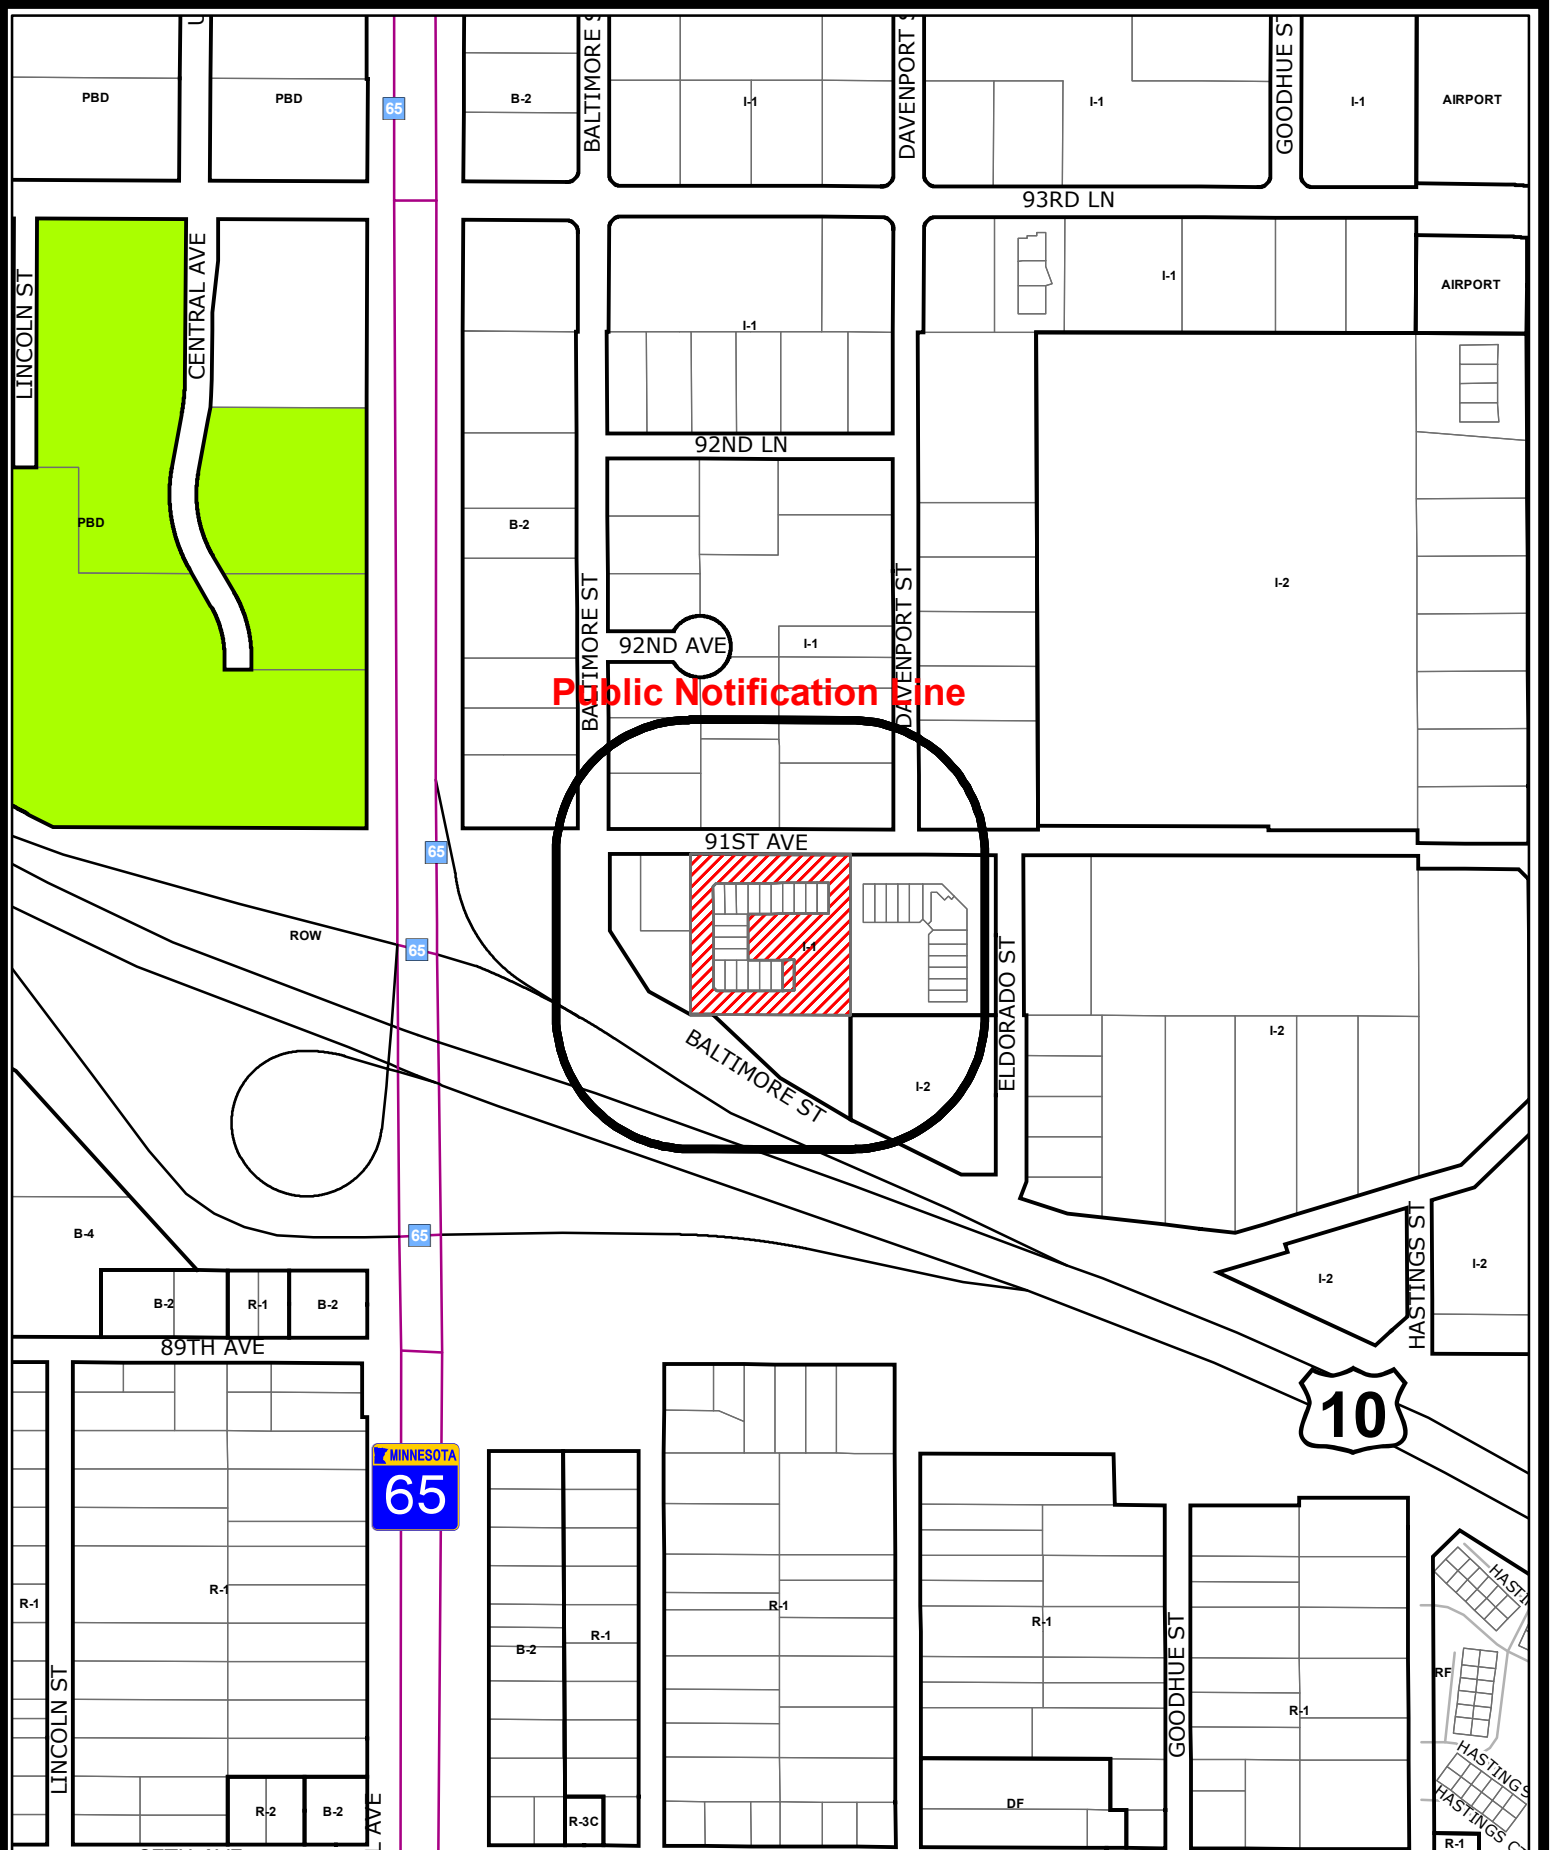 BALTIMORE S
DAVENPORT S
GOODHUE ST
PBD
PBD
65
B-2
I-1
I-1
I-1
AIRPORT
93RD LN
LINCOLN ST
CENTRAL AVE
I-1
I-1
AIRPORT
92ND LN
PBD
B-2
I-2
BALTIMORE ST
92ND AVE
I-1
DAVENPORT ST
Public Notification Line
91ST AVE
65
ROW
65
I-1
ELDORADO ST
BALTIMORE ST
I-2
I-2
B-4
65
I-2
I-2
HASTINGS ST
B-2
R-1
B-2
89TH AVE
10
MINNESOTA
65
R-1
R-1
B-2
R-1
R-1
R-1
GOODHUE ST
R-1
HASTIN
RF
HASTINGS
HASTINGS C
LINCOLN ST
R-2
B-2
AVE
R-3C
DF
R-1